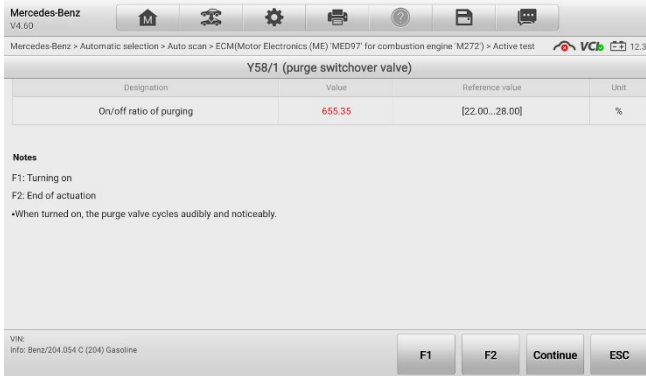 Mercedes-Benz
V4.60
M
Mercedes-Benz > Automatic selection > Auto scan > ECM(Motor Electronics (ME) 'MED97' for combustion engine 'M272') > Active test VCI 12.3
Y58/1 (purge switchover valve)
Designation Value Reference value Unit
On/off ratio of purging 655.35 [22.00...28.00] %
Notes
F1: Turning on
F2: End of actuation
•When turned on, the purge valve cycles audibly and noticeably.
VIN:
Info: Benz/204.054 C (204) Gasoline
F1 F2 Continue ESC